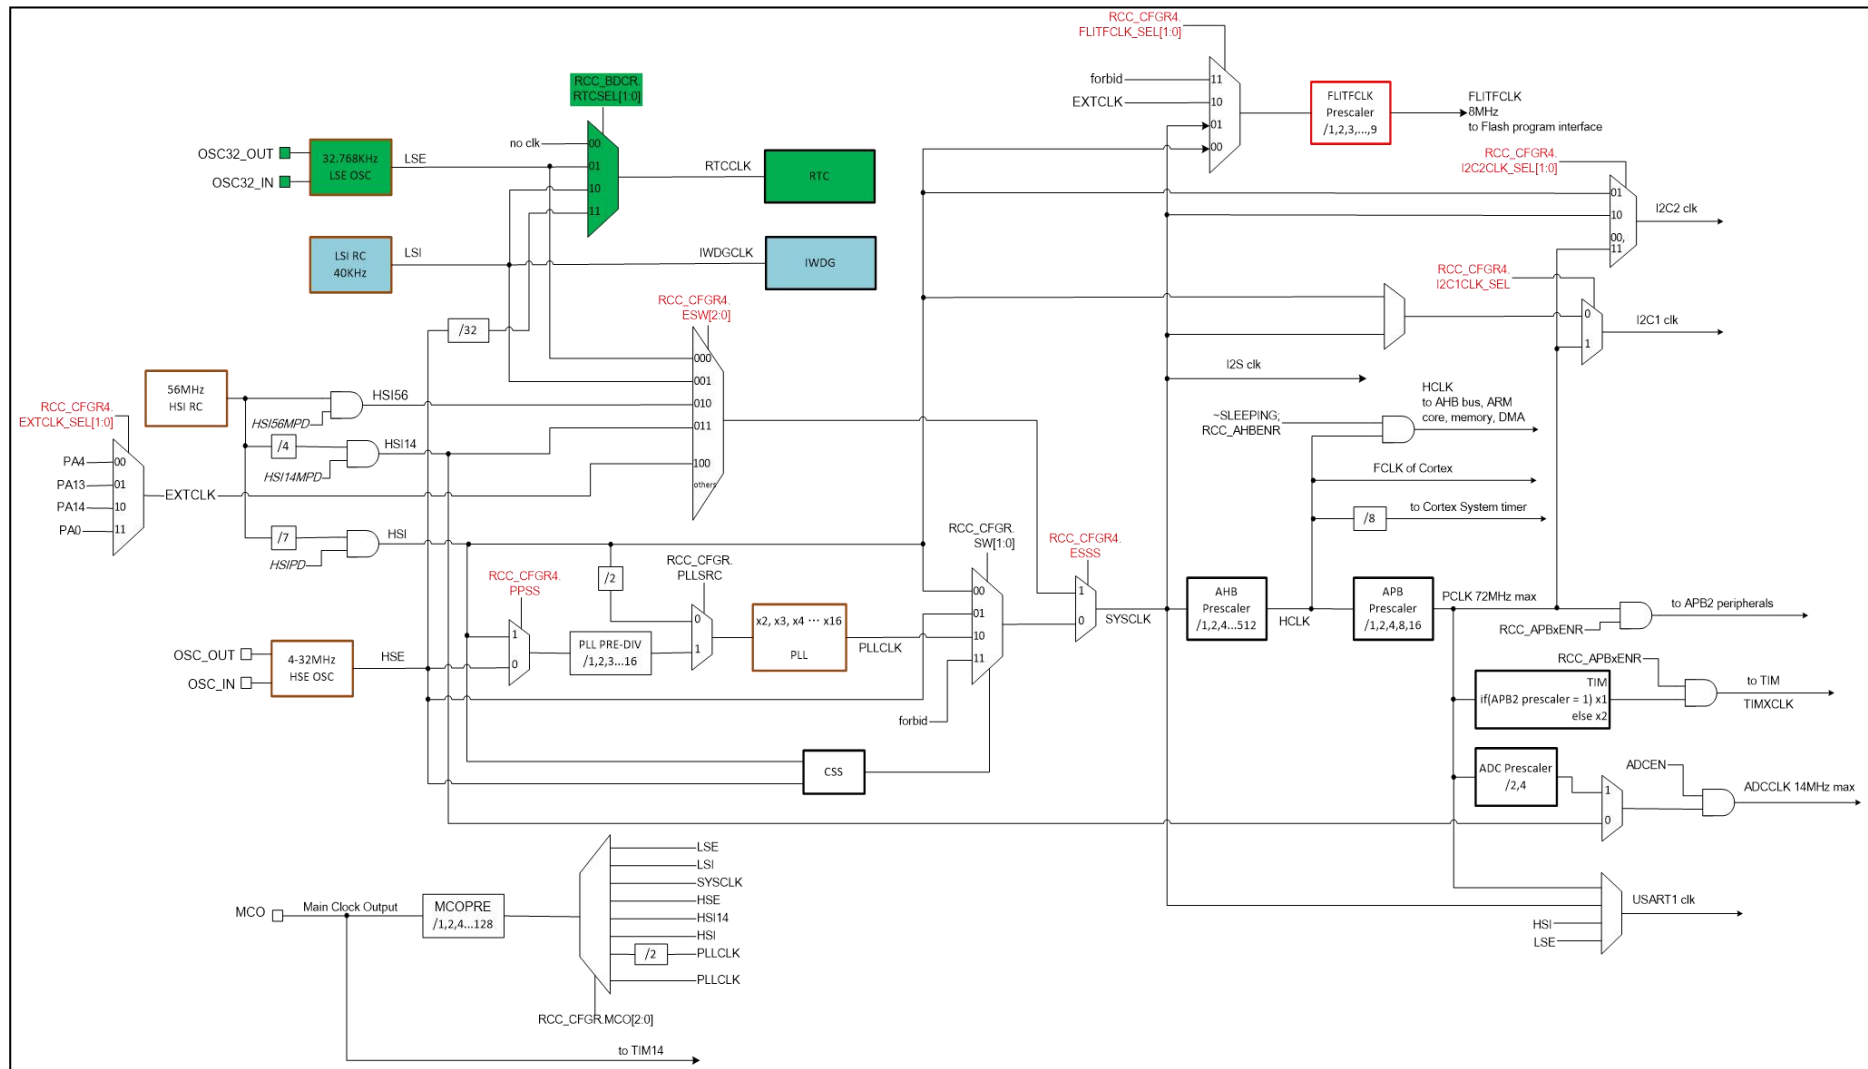 RCC_CFGR4.
FLITFCLK_SEL[1:0]
forbid
11
EXTCLK
10
01
00
FLITFCLK
Prescaler
/1,2,3,...,9
FLITFCLK
8MHz
to Flash program interface
RCC_BDCR.
RTCSEL[1:0]
no clk
00
01
10
11
OSC32_OUT
OSC32_IN
32.768KHz
LSE OSC
LSE
RTCCLK
RTC
RCC_CFGR4.
I2C2CLK_SEL[1:0]
01
10
00,
11
I2C2 clk
LSI RC
40KHz
LSI
IWDGCLK
IWDG
RCC_CFGR4.
I2C1CLK_SEL
0
1
I2C1 clk
RCC_CFGR4.
ESW[2:0]
/32
000
001
010
011
100
others
I2S clk
56MHz
HSI RC
HSI56
HSI56MPD
/4
HSI14
HSI14MPD
RCC_CFGR4.
EXTCLK_SEL[1:0]
PA4
00
PA13
01
PA14
10
PA0
11
EXTCLK
/7
HSI
HSIPD
~SLEEPING;
RCC_AHBENR
HCLK
to AHB bus, ARM
core, memory, DMA
FCLK of Cortex
/8
to Cortex System timer
RCC_CFGR4.
PPSS
1
0
/2
RCC_CFGR.
PLLSRC
0
1
PLL PRE-DIV
/1,2,3...16
x2, x3, x4 ··· x16
PLL
PLLCLK
RCC_CFGR.
SW[1:0]
00
01
10
11
forbid
RCC_CFGR4.
ESSS
1
0
SYSCLK
AHB
Prescaler
/1,2,4...512
HCLK
APB
Prescaler
/1,2,4,8,16
PCLK 72MHz max
to APB2 peripherals
RCC_APBxENR
OSC_OUT
OSC_IN
4-32MHz
HSE OSC
HSE
RCC_APBxENR
TIM
if(APB2 prescaler = 1) x1
else x2
to TIM
TIMXCLK
CSS
ADC Prescaler
/2,4
ADCEN
1
0
ADCCLK 14MHz max
HSI
LSE
USART1 clk
MCO
Main Clock Output
MCOPRE
/1,2,4...128
LSE
LSI
SYSCLK
HSE
HSI14
HSI
/2
PLLCLK
PLLCLK
RCC_CFGR.MCO[2:0]
to TIM14